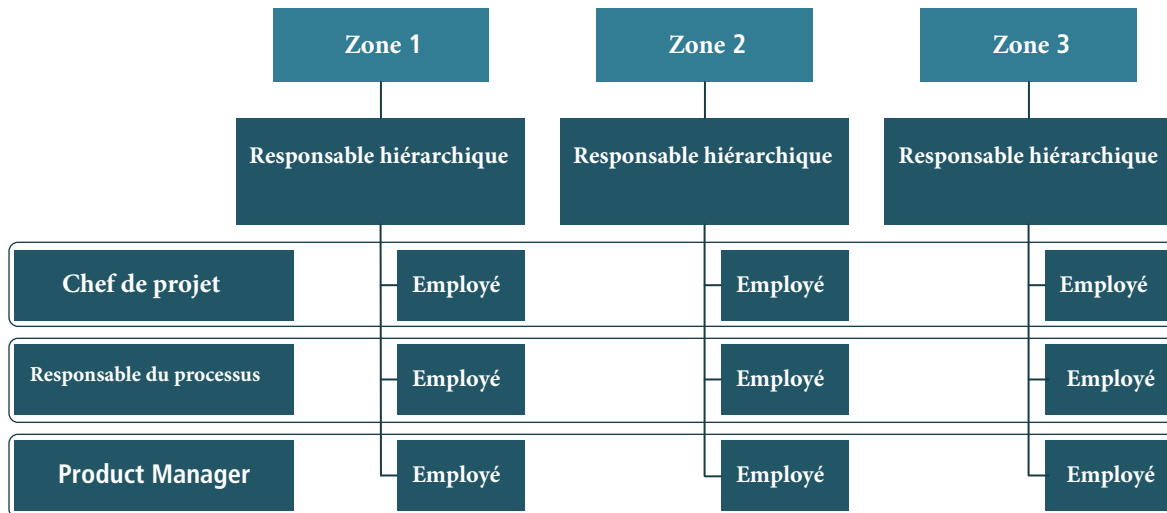 Zone 1
Zone 2
Zone 3
Responsable hiérarchique
Responsable hiérarchique
Responsable hiérarchique
Chef de projet
Employé
Employé
Employé
Responsable du processus
Employé
Employé
Employé
Product Manager
Employé
Employé
Employé